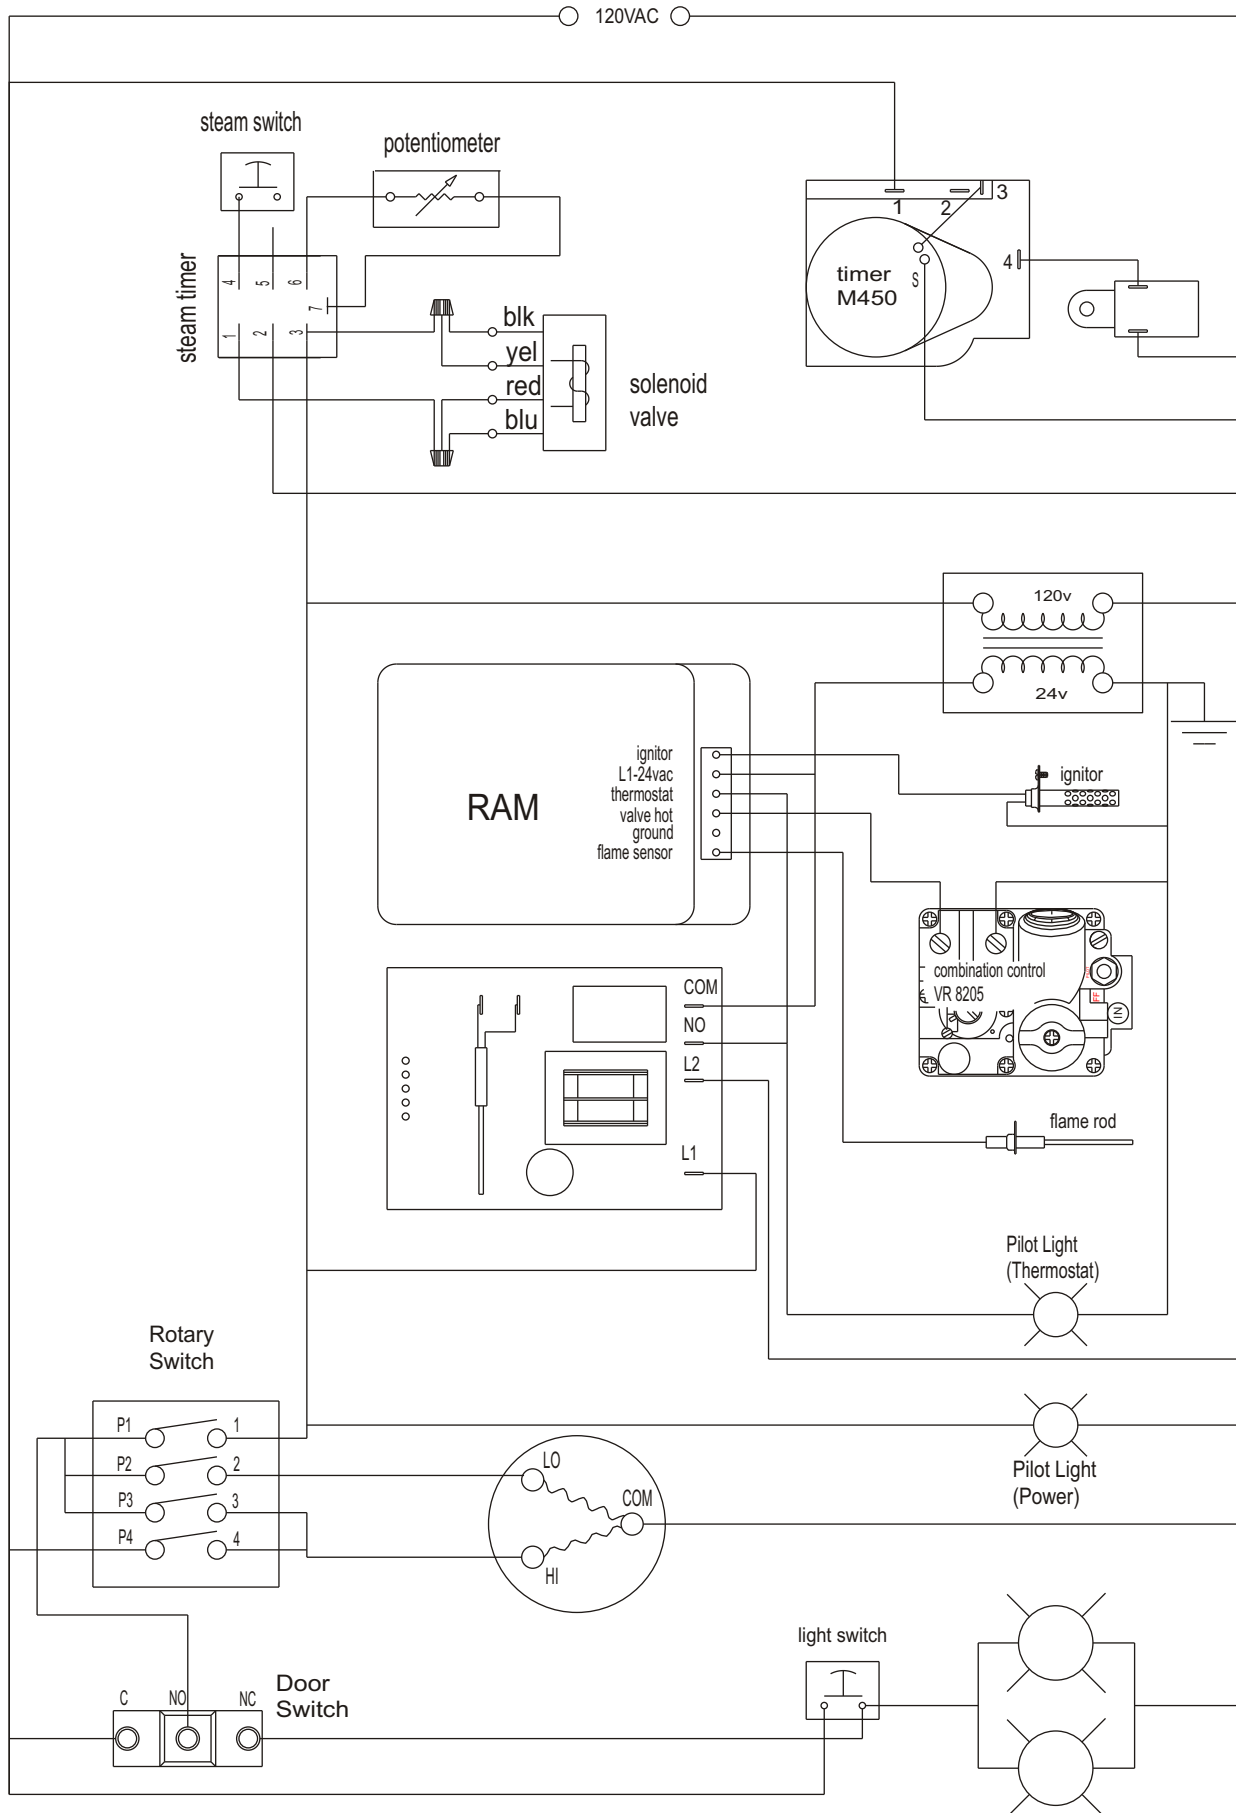 120VAC
steam switch
potentiometer
1
2
3
4
timer
M450
S
steam timer
4
5
6
7
1
2
3
blk
yel
red
blu
solenoid
valve
120v
24v
RAM
ignitor
L1-24vac
thermostat
valve hot
ground
flame sensor
ignitor
combination control
VR 8205
FF
IN
COM
NO
L2
L1
flame rod
Pilot Light
(Thermostat)
Rotary
Switch
P1
1
P2
2
P3
3
P4
4
LO
COM
HI
Pilot Light
(Power)
light switch
C
NO
NC
Door
Switch